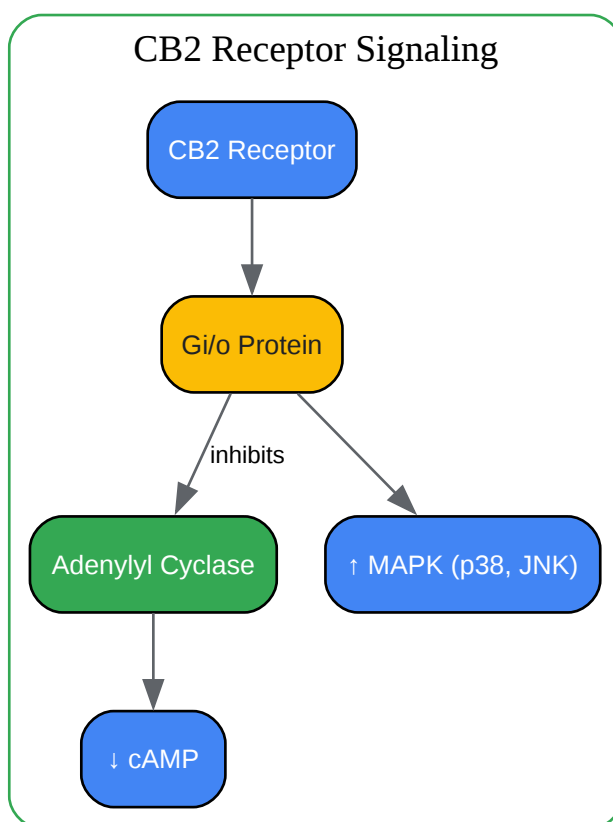 CB2 Receptor Signaling
CB2 Receptor
Gi/o Protein
inhibits
Adenylyl Cyclase
↑ MAPK (p38, JNK)
↓ cAMP